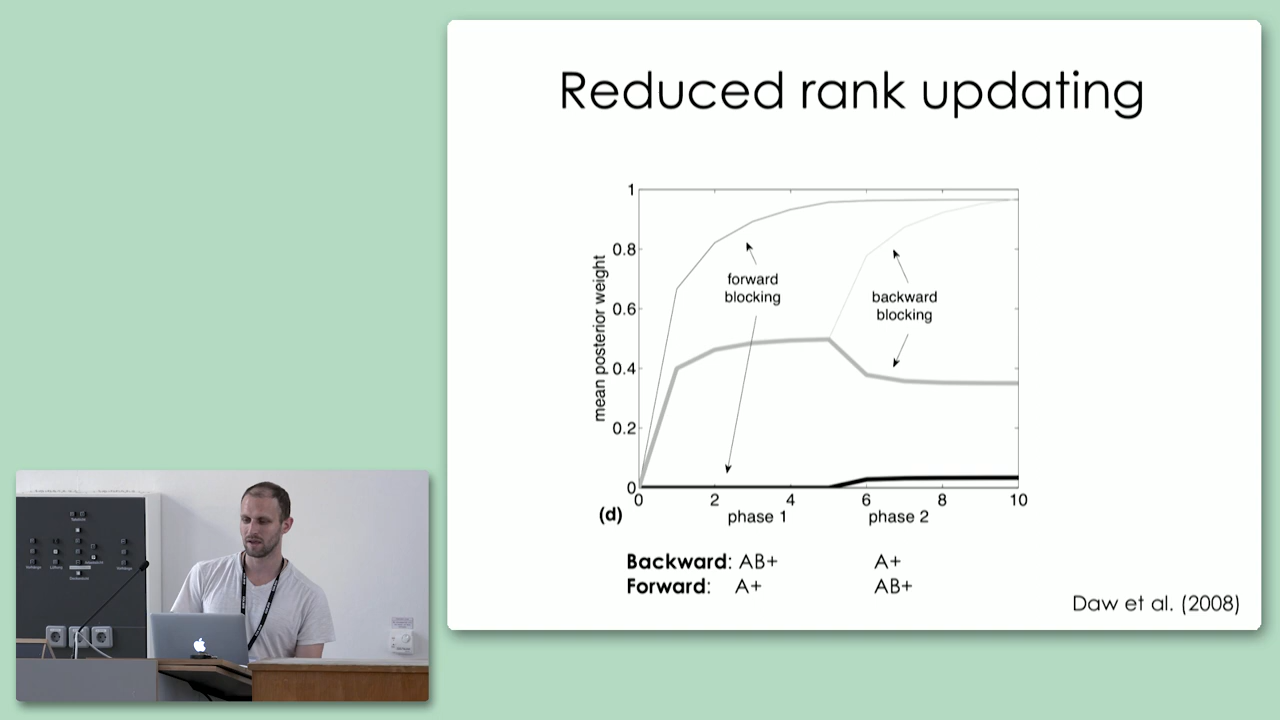 Reduced rank updating
1
0.8
0.6
0.4
0.2
0
mean posterior weight
forward
blocking
backward
blocking
0 2 4 6 8 10
(d) phase 1 phase 2
Backward: AB+ A+
Forward: A+ AB+
Daw et al. (2008)